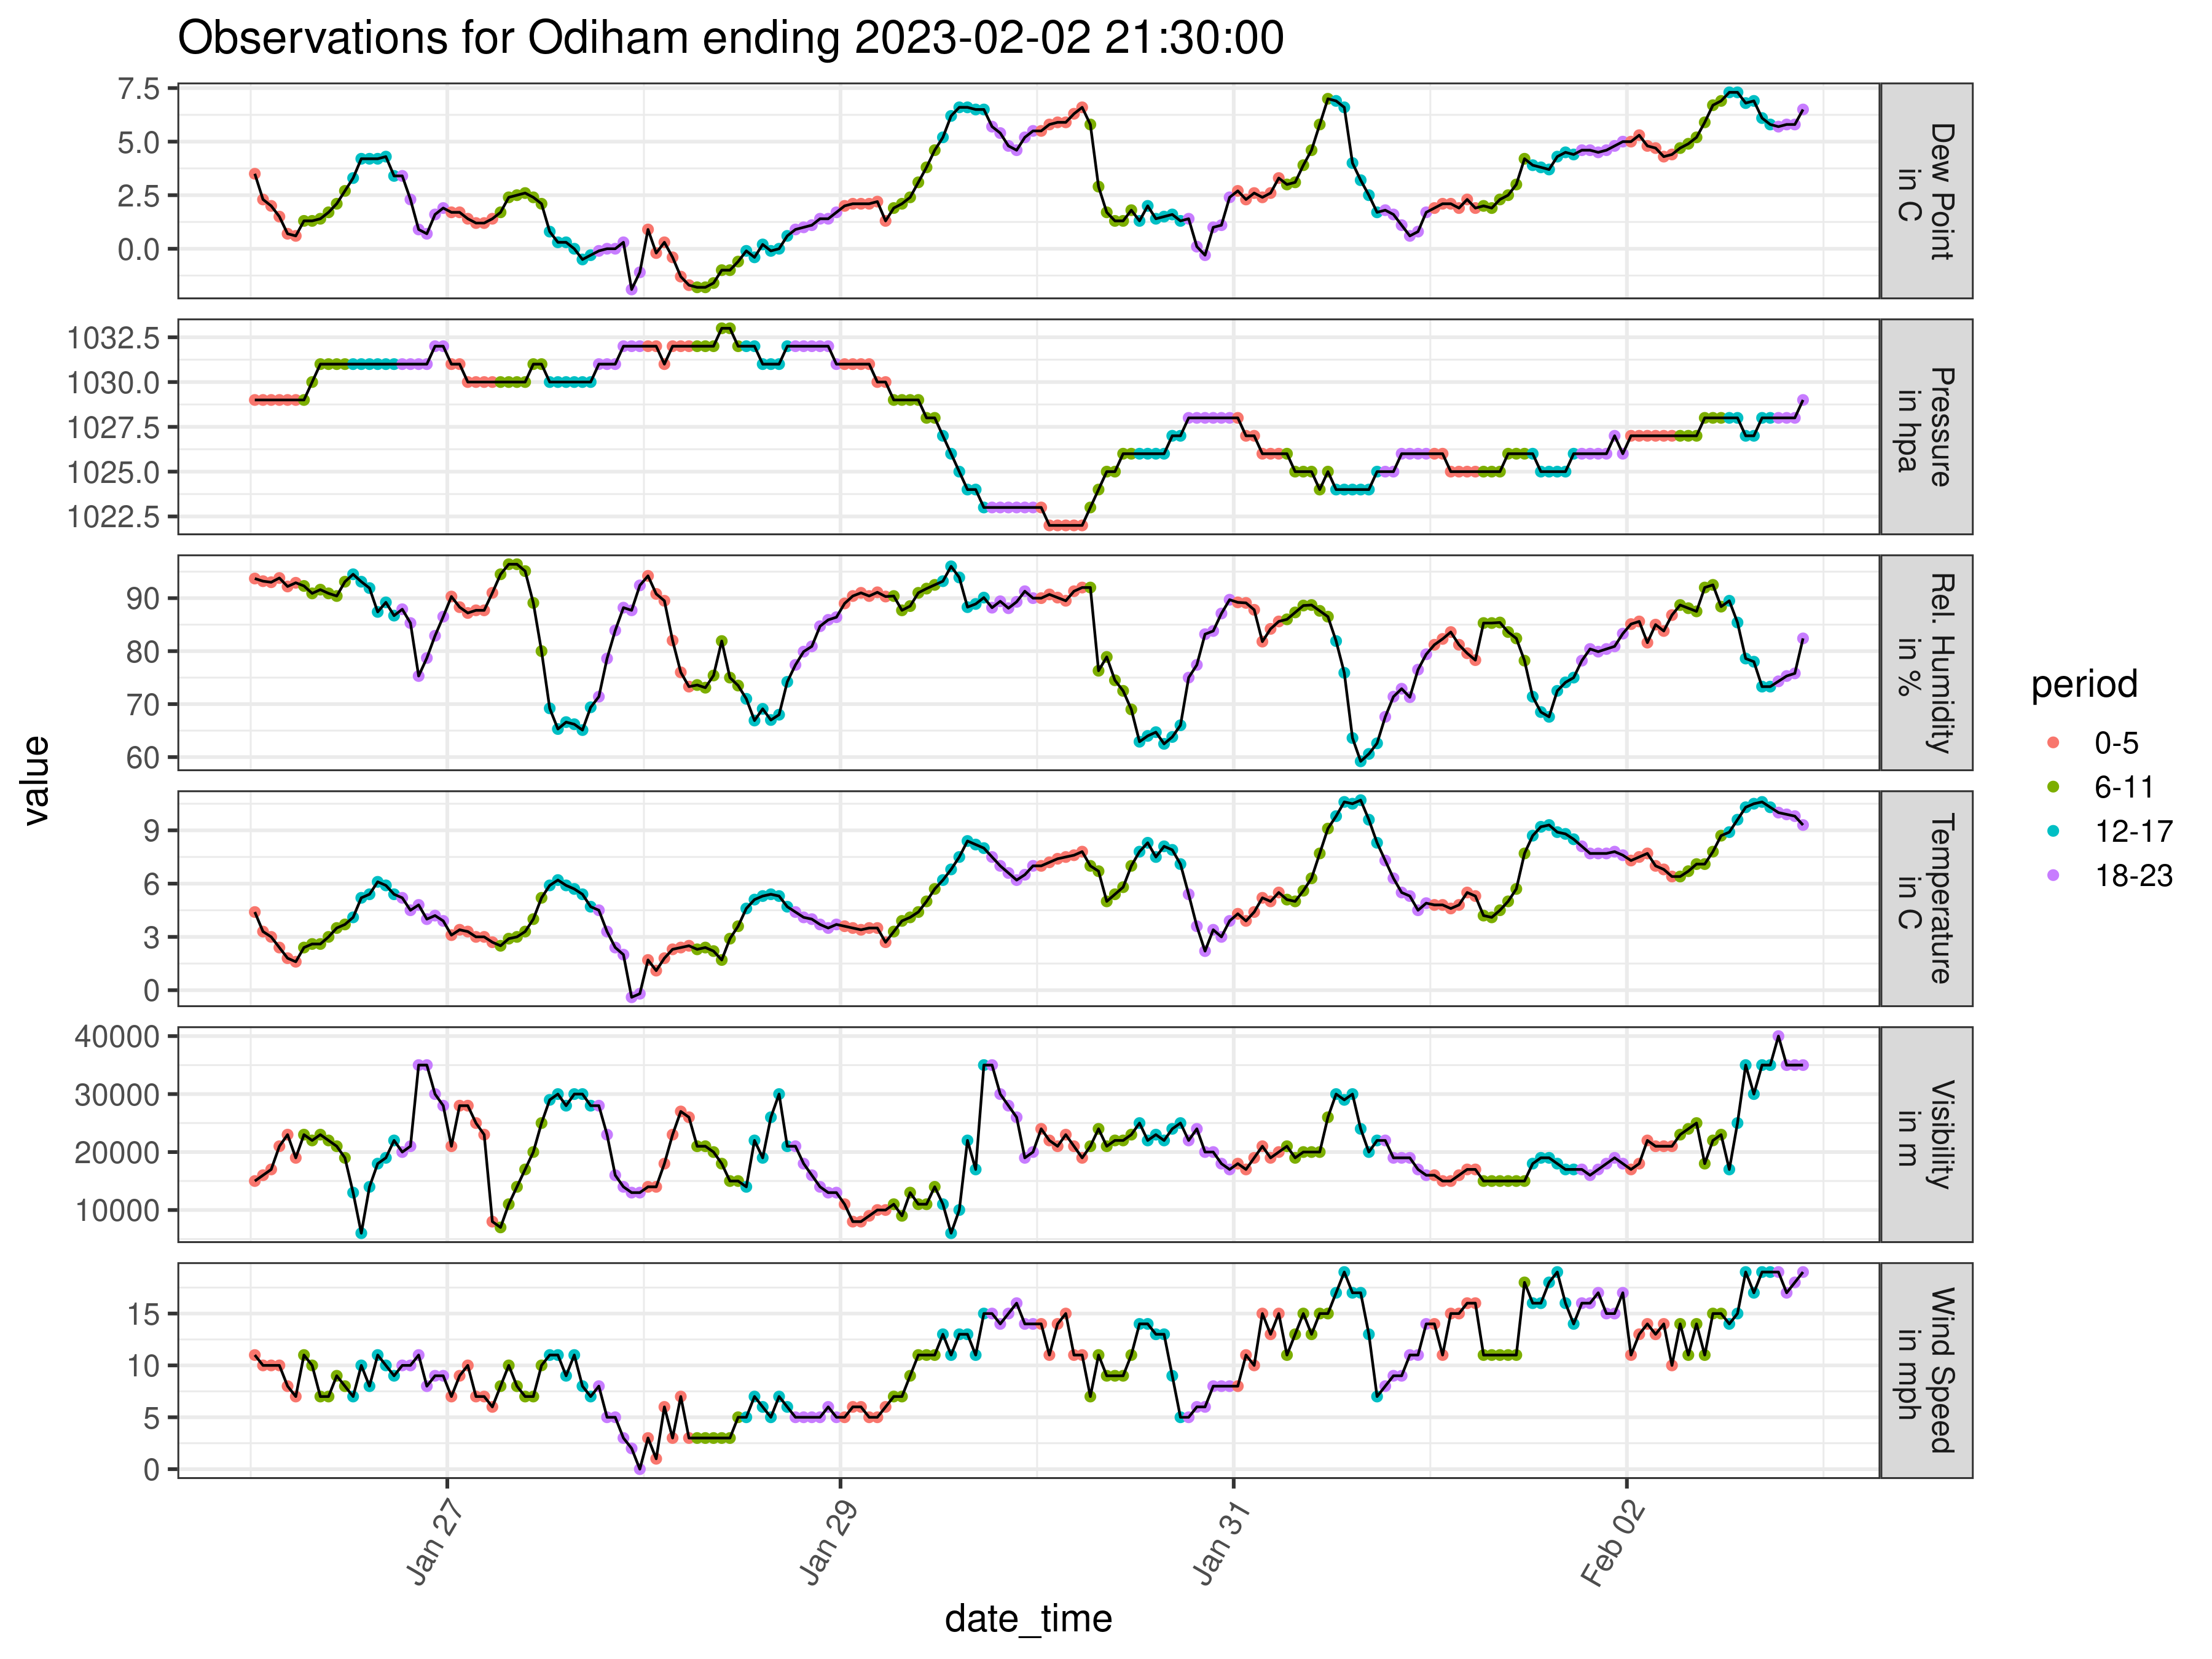 Observations for Odiham ending 2023-02-02 21:30:00
value
7.5
5.0
2.5
0.0
Dew Point
in C
1032.5
1030.0
1027.5
1025.0
1022.5
Pressure
in hpa
90
80
70
60
Rel. Humidity
in %
9
6
3
0
Temperature
in C
40000
30000
20000
10000
Visibility
in m
15
10
5
0
Wind Speed
in mph
Jan 27
Jan 29
Jan 31
Feb 02
date_time
period
0-5
6-11
12-17
18-23